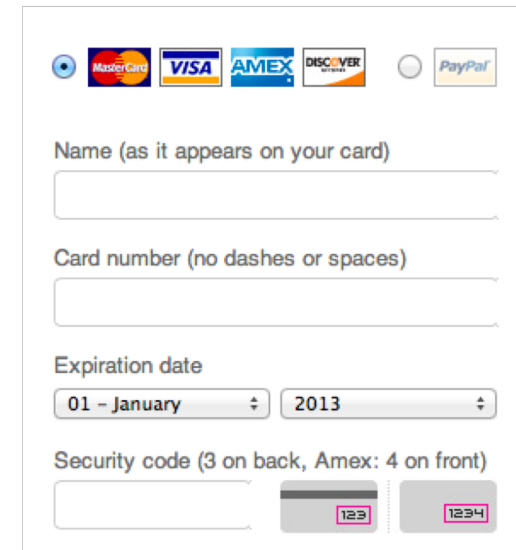 MasterCard VISA AMEX DISCOVER NETWORK PayPal
Name (as it appears on your card)
Card number (no dashes or spaces)
Expiration date
01 – January 2013
Security code (3 on back, Amex: 4 on front)
123 1234